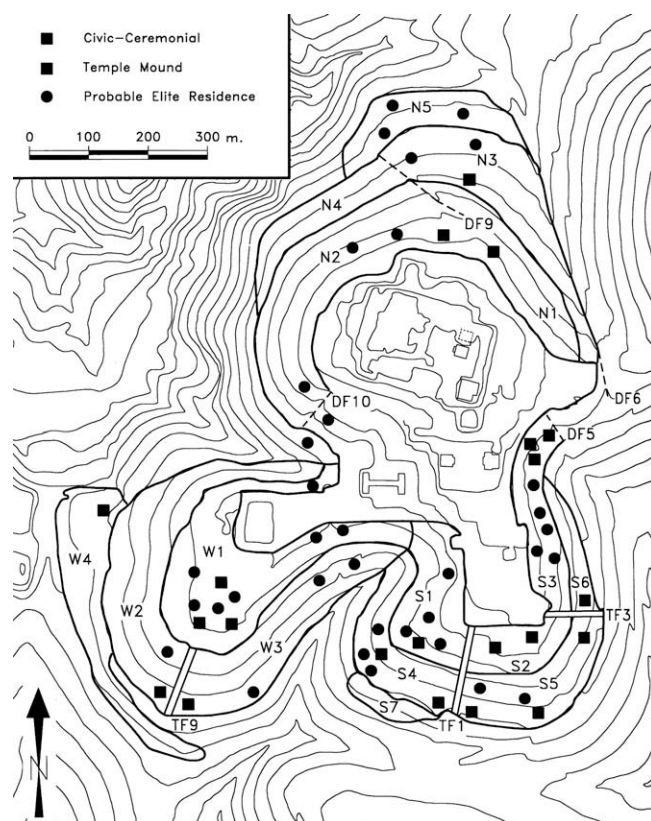 Civic-Ceremonial
Temple Mound
Probable Elite Residence
0 100 200 300 m.
N5
N3
N4
DF9
N2
N1
DF10
DF6
DF5
W1
W4
S1
W2
S3
S6
W3
TF3
S2
S4
S5
S7
TF9
TF1
N